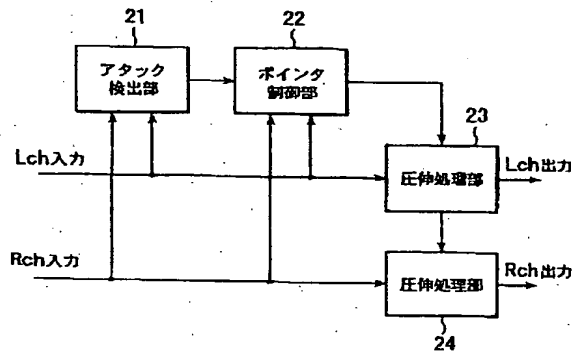 21
22
アタック
検出部
ポインタ
制御部
23
Lch入力
圧伸処理部
Lch出力
Rch入力
圧伸処理部
Rch出力
24